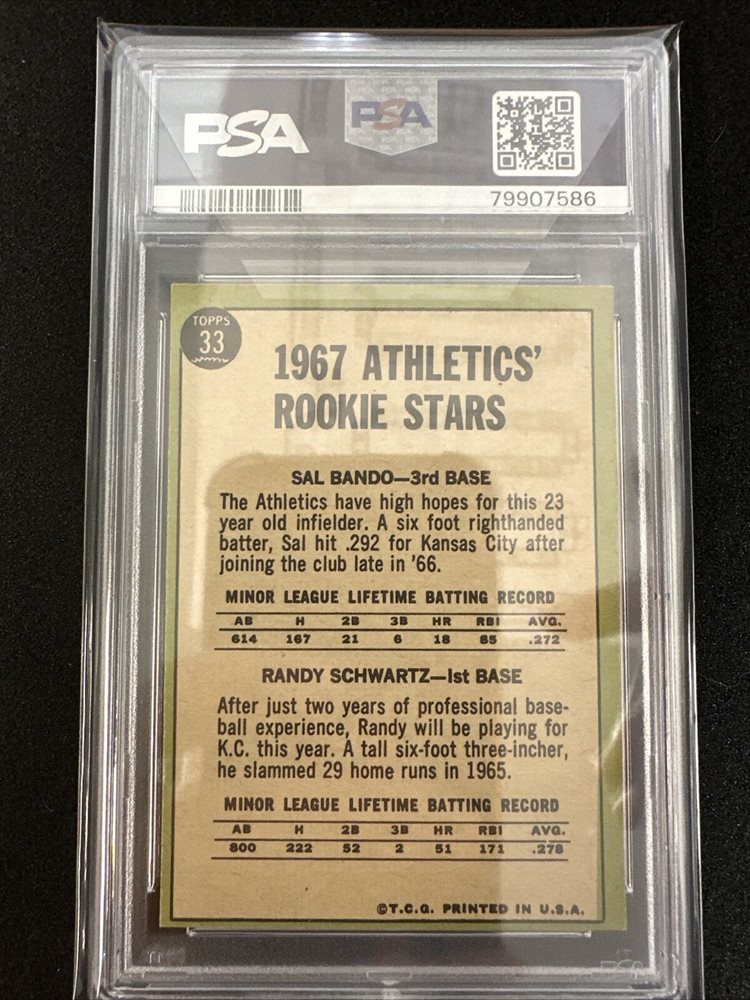 PSA
PSA
79907586
TOPPS
33
1967 ATHLETICS'
ROOKIE STARS
SAL BANDO—3rd BASE
The Athletics have high hopes for this 23
year old infielder. A six foot righthanded
batter, Sal hit .292 for Kansas City after
joining the club late in '66.
MINOR LEAGUE LIFETIME BATTING RECORD
AB H 2B 3B HR RBI AVG.
614 167 21 6 18 85 .272
RANDY SCHWARTZ—1st BASE
After just two years of professional base-
ball experience, Randy will be playing for
K.C. this year. A tall six-foot three-incher,
he slammed 29 home runs in 1965.
MINOR LEAGUE LIFETIME BATTING RECORD
AB H 2B 3B HR RBI AVG.
800 222 52 2 51 171 .278
©T.C.G. PRINTED IN U.S.A.
PSA